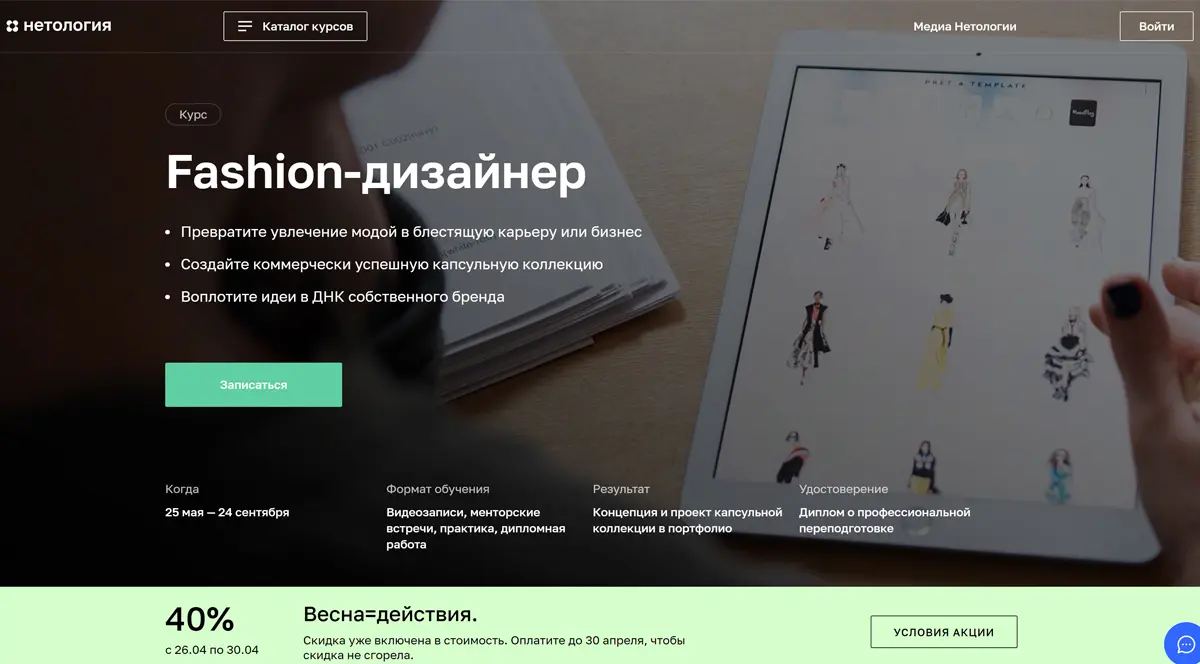 нетология
Каталог курсов
Медиа Нетологии
Войти
PRET A TEMPLATE
Курс
Fashion-дизайнер
Превратите увлечение модой в блестящую карьеру или бизнес
Создайте коммерчески успешную капсульную коллекцию
Воплотите идеи в ДНК собственного бренда
Записаться
Когда
25 мая — 24 сентября
Формат обучения
Видеозаписи, менторские
встречи, практика, дипломная
работа
Результат
Концепция и проект капсульной
коллекции в портфолио
Удостоверение
Диплом о профессиональной
переподготовке
40%
с 26.04 по 30.04
Весна=действия.
Скидка уже включена в стоимость. Оплатите до 30 апреля, чтобы
скидка не сгорела.
УСЛОВИЯ АКЦИИ